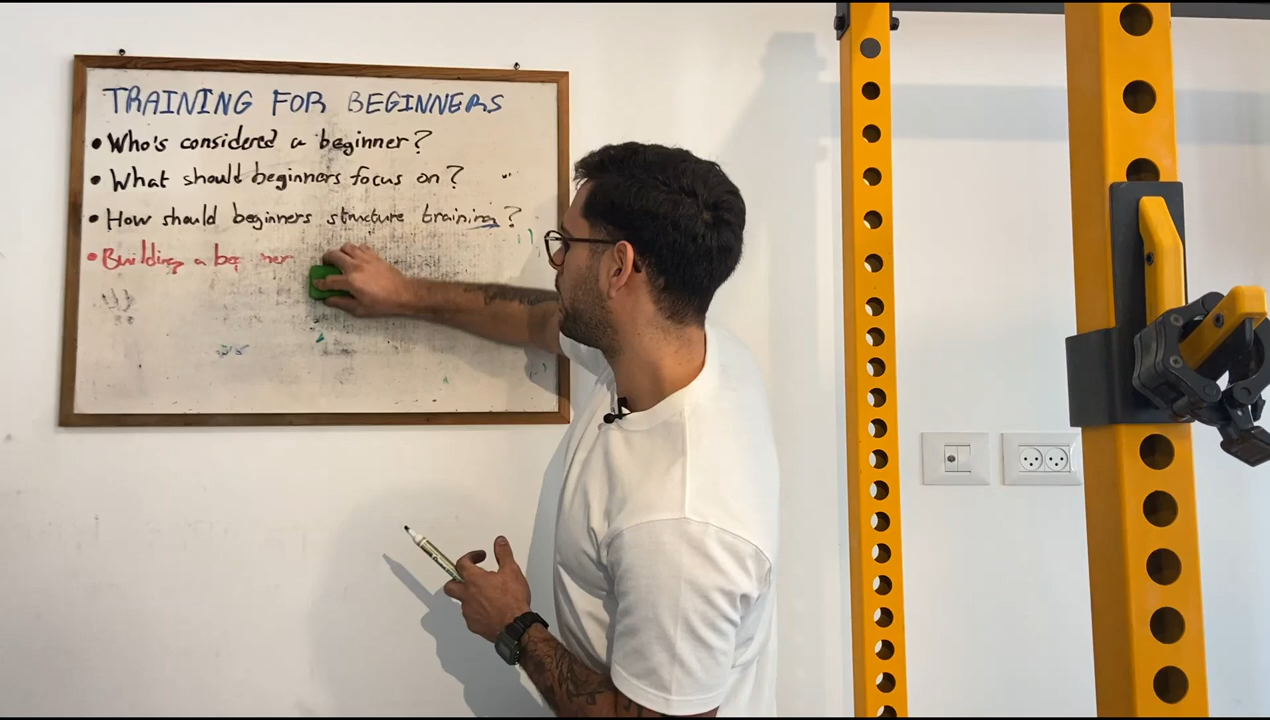 TRAINING FOR BEGINNERS
• Who's considered a beginner?
• What should beginners focus on?
• How should beginners structure training?
• Building a